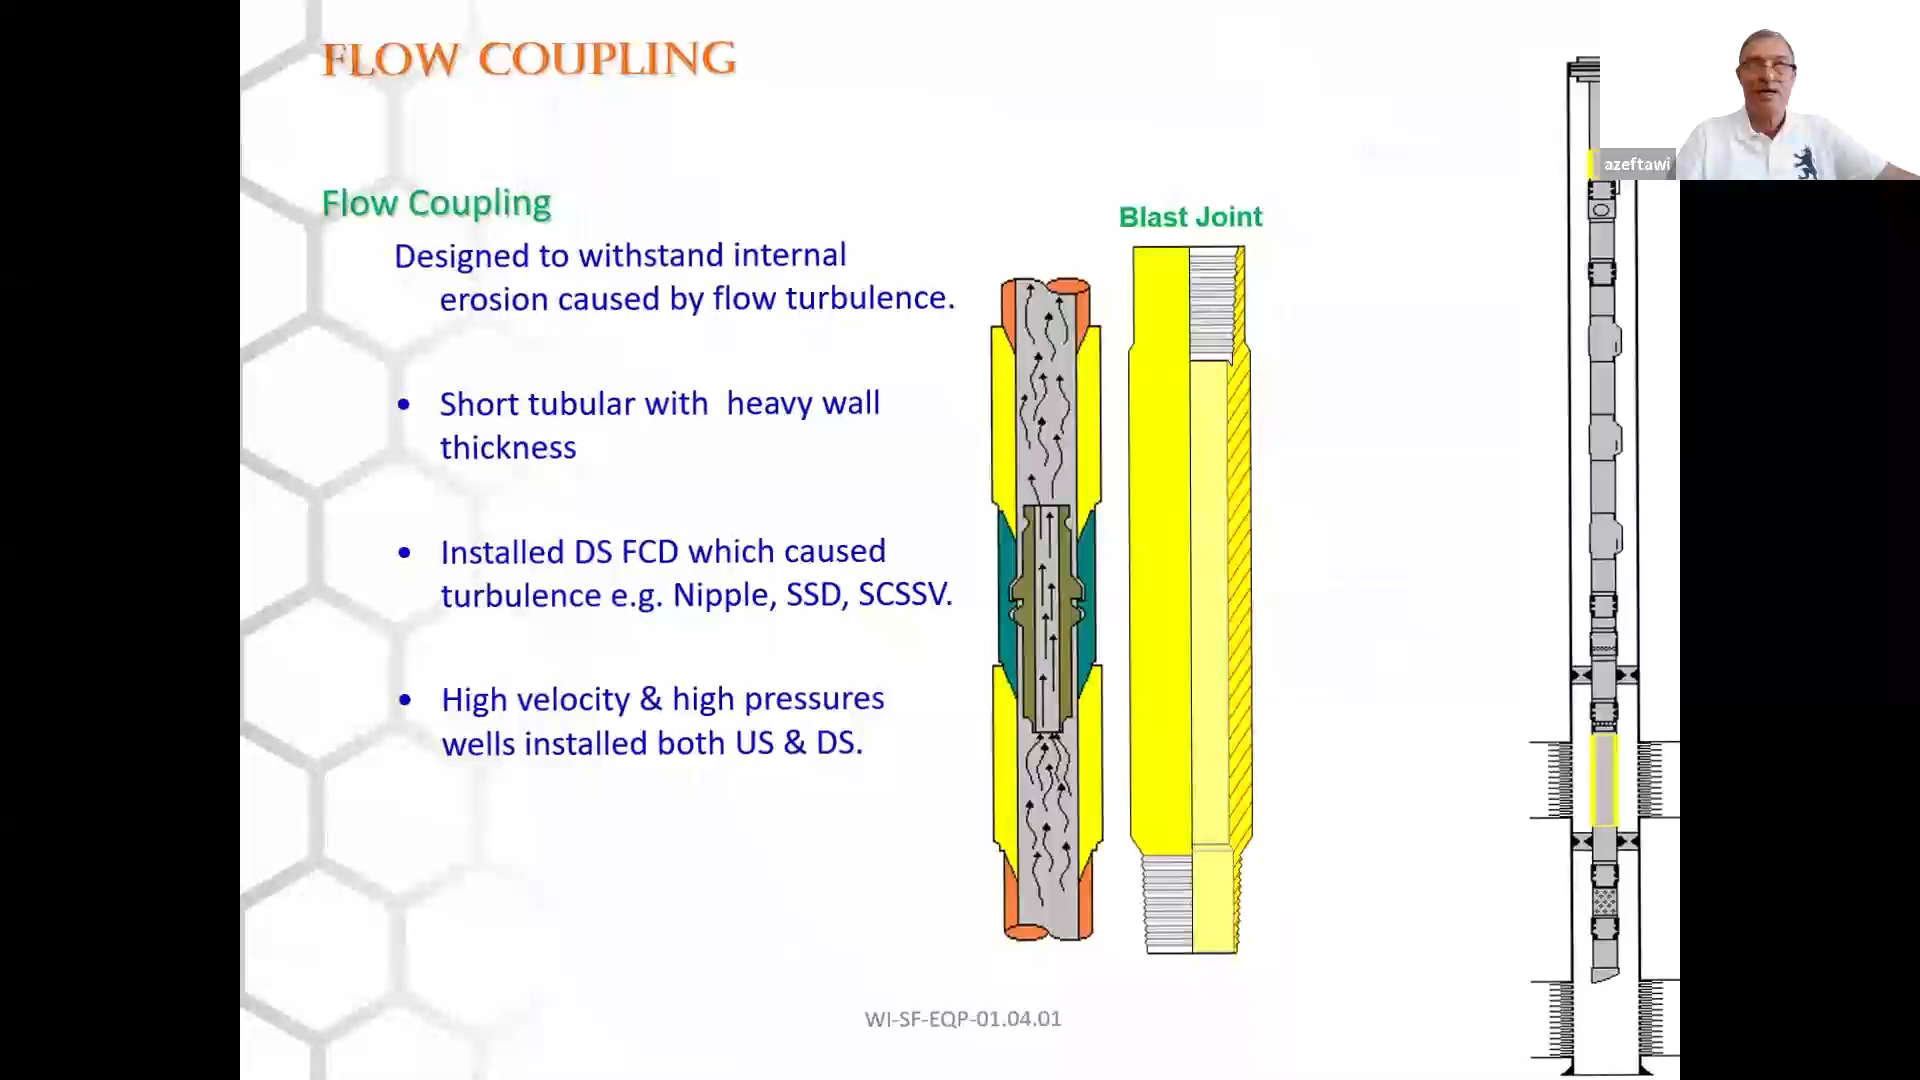 FLOW COUPLING
azeftawi
Flow Coupling
Blast Joint
Designed to withstand internal
erosion caused by flow turbulence.
• Short tubular with heavy wall
thickness
• Installed DS FCD which caused
turbulence e.g. Nipple, SSD, SCSSV.
• High velocity & high pressures
wells installed both US & DS.
WI-SF-EQP-01.04.01